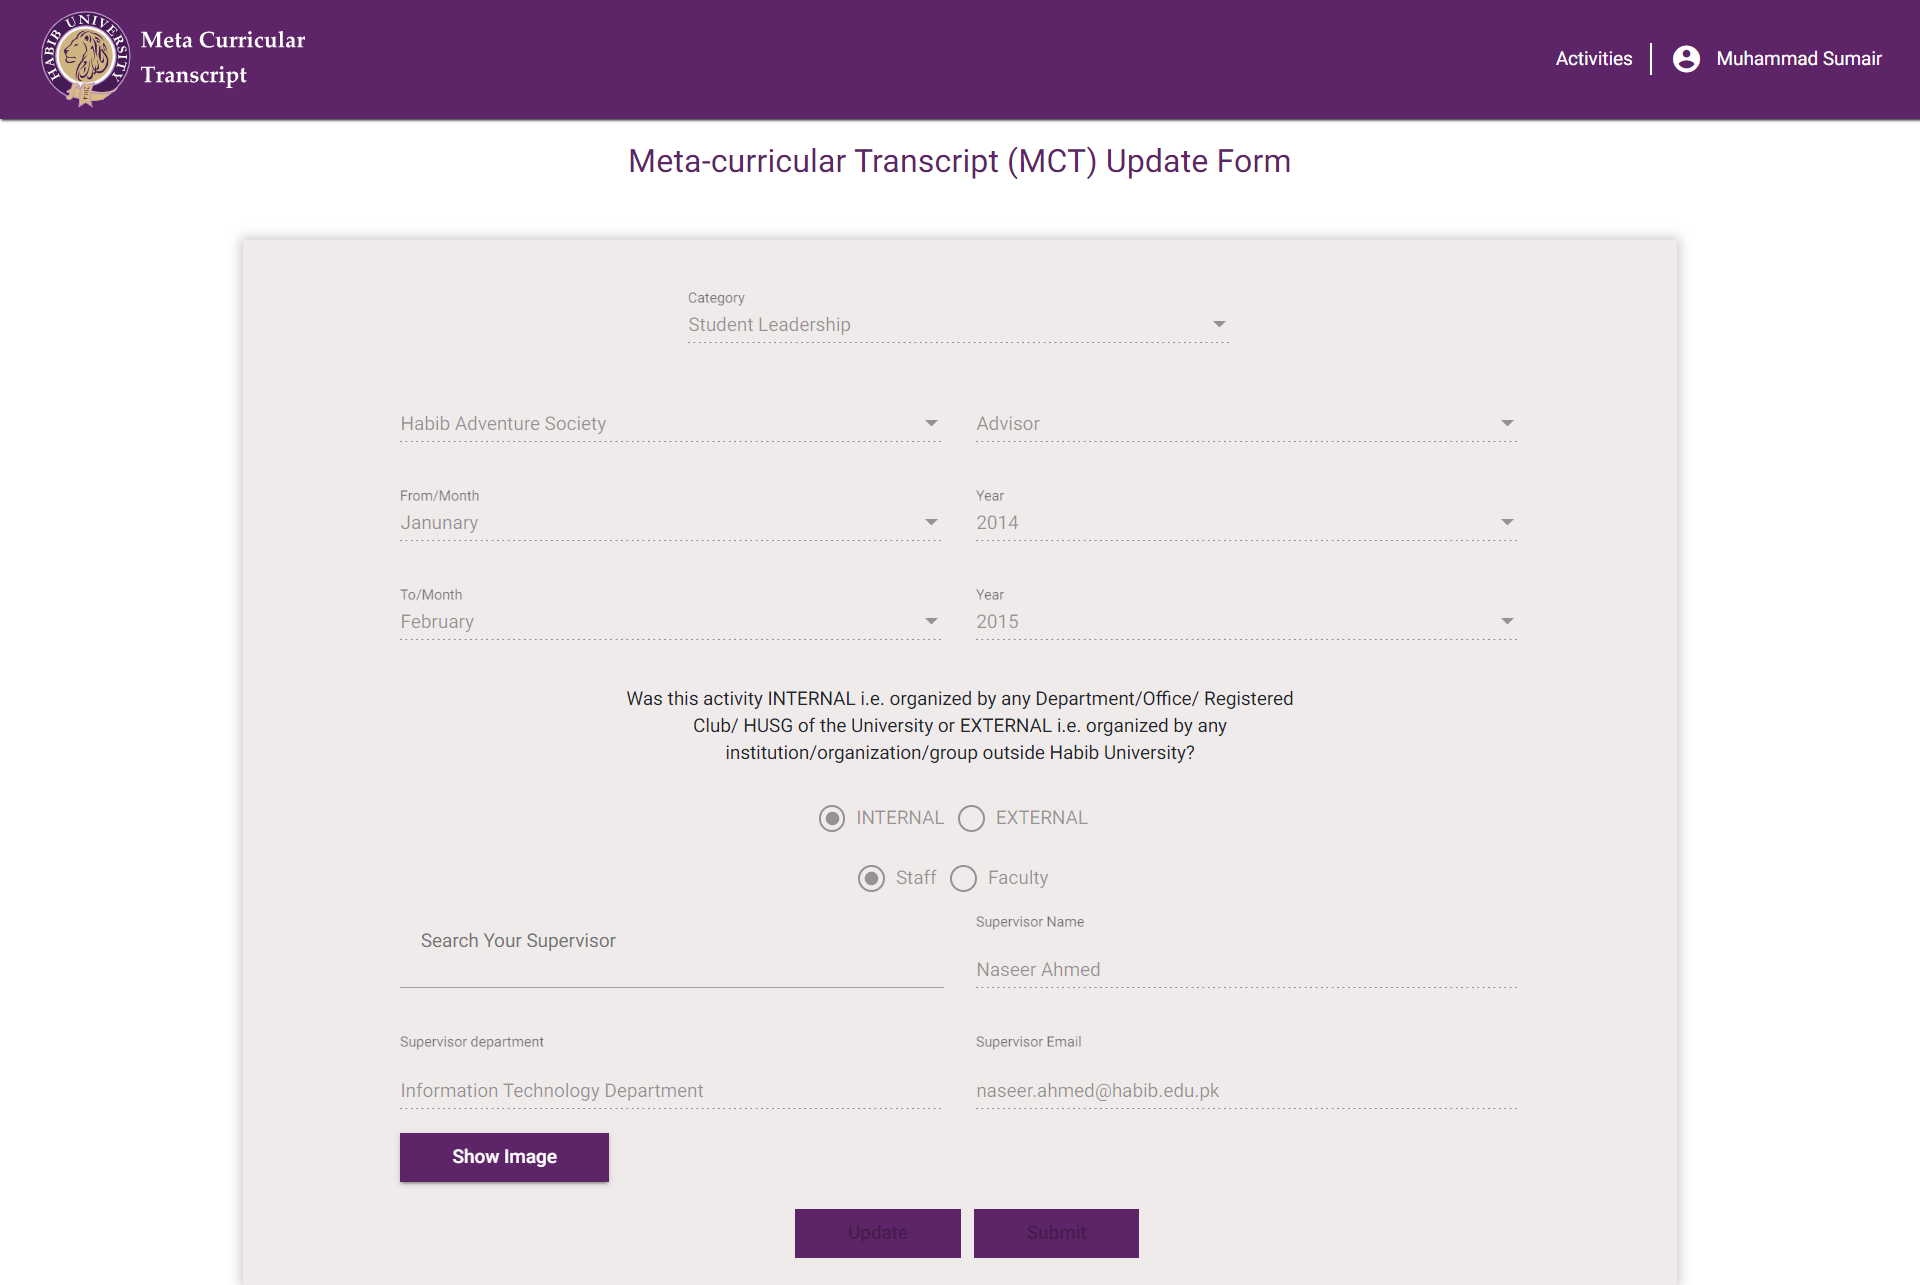 HABIB UNIVERSITY
Meta Curricular
Transcript
Activities
Muhammad Sumair
Meta-curricular Transcript (MCT) Update Form
Category
Student Leadership
Habib Adventure Society
Advisor
From/Month
Year
Janunary
2014
To/Month
Year
February
2015
Was this activity INTERNAL i.e. organized by any Department/Office/ Registered
Club/ HUSG of the University or EXTERNAL i.e. organized by any
institution/organization/group outside Habib University?
INTERNAL EXTERNAL
Staff Faculty
Search Your Supervisor
Supervisor Name
Naseer Ahmed
Supervisor department
Supervisor Email
Information Technology Department
naseer.ahmed@habib.edu.pk
Show Image
Update
Submit